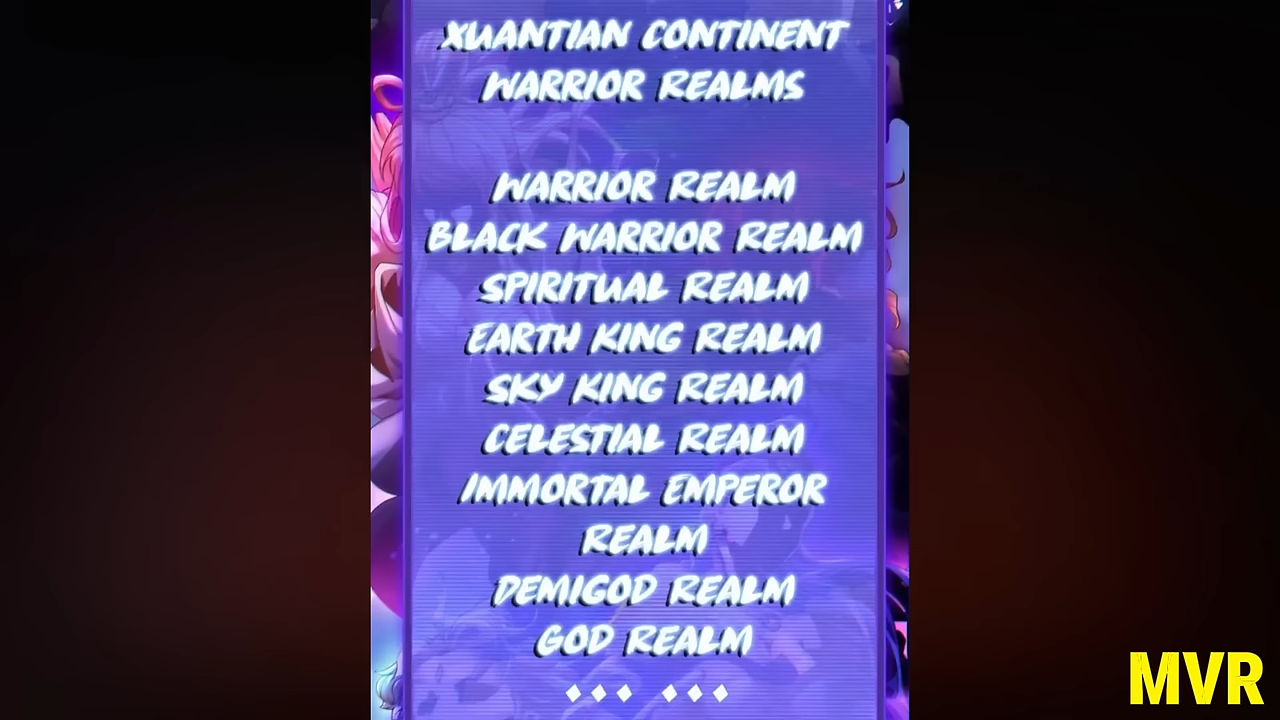 XUANTIAN CONTINENT
WARRIOR REALMS
WARRIOR REALM
BLACK WARRIOR REALM
SPIRITUAL REALM
EARTH KING REALM
SKY KING REALM
CELESTIAL REALM
IMMORTAL EMPEROR
REALM
DEMIGOD REALM
GOD REALM
MVR